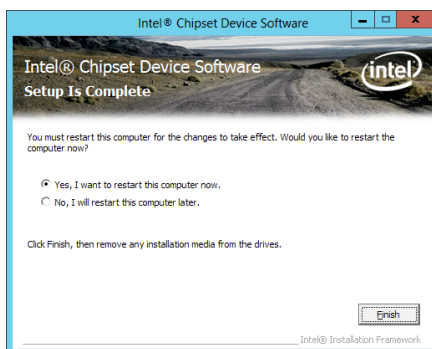 Intel® Chipset Device Software
Intel® Chipset Device Software
Setup Is Complete
intel
You must restart this computer for the changes to take effect. Would you like to restart the
computer now?
Yes, I want to restart this computer now.
No, I will restart this computer later.
Click Finish, then remove any installation media from the drives.
Finish
Intel® Installation Framework